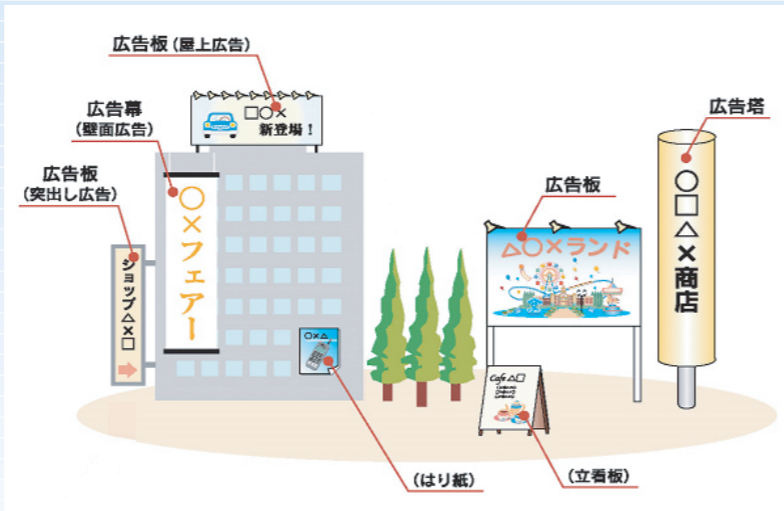 広告板（屋上広告）
□○×
新登場！
広告幕
（壁面広告）
○×フェアー
広告板
（突出し広告）
ショップ△×□
○×△
（はり紙）
広告板
△○×ランド
Cafe △□
（立看板）
広告塔
○□△×商店